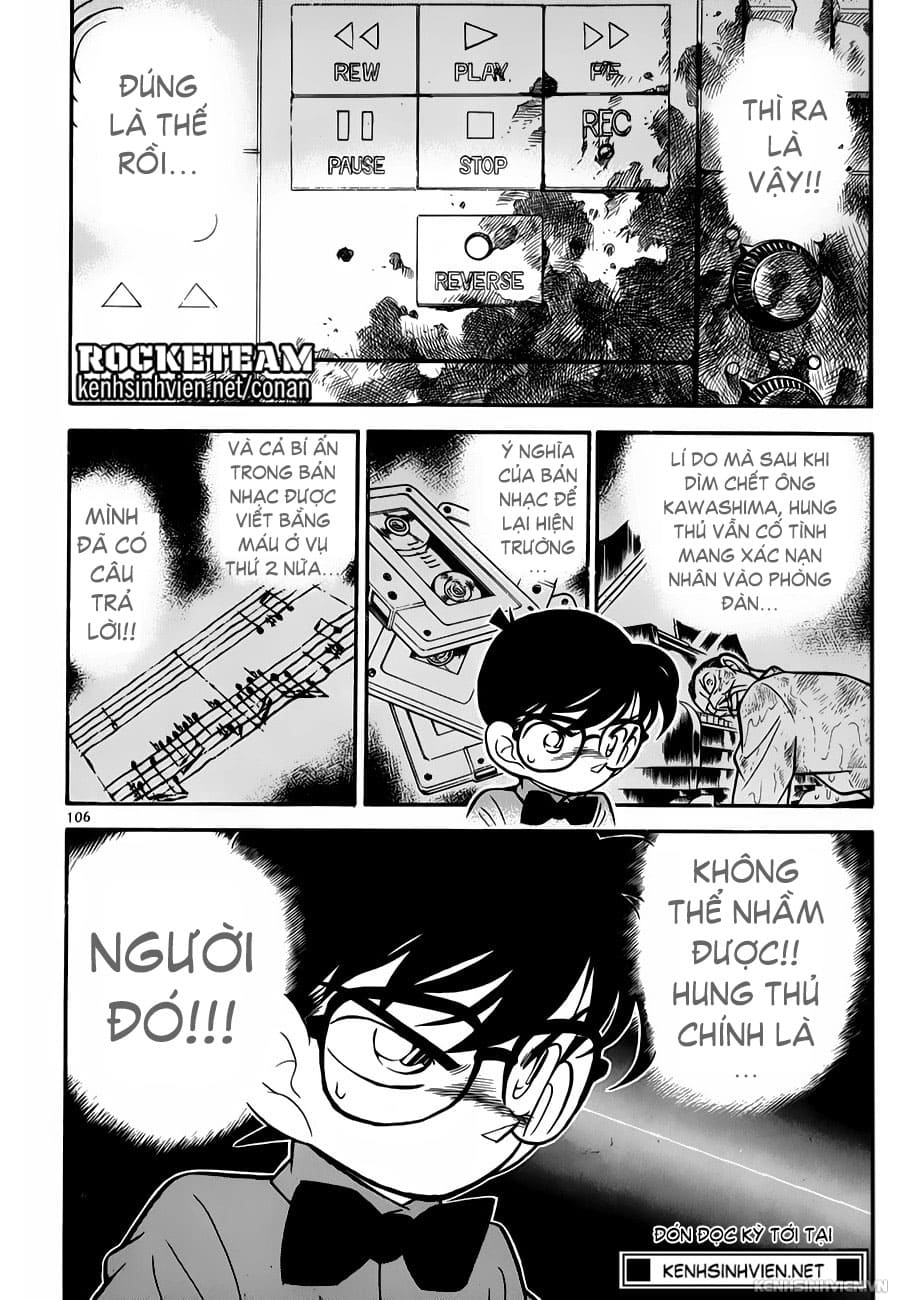 THÌ RA
LÀ
VẬY!!
REW
PLAY
FF
PAUSE
STOP
REC
REVERSE
ĐÚNG
LÀ THẾ
RỒI...
ROCKETEAM
kenhsinhvien.net/conan
LÍ DO MÀ SAU KHI
DÌM CHẾT ÔNG
KAWASHIMA, HUNG
THỦ VẪN CỐ TÌNH
MANG XÁC NẠN
NHÂN VÀO PHÒNG
ĐÀN...
Ý NGHĨA
CỦA BẢN
NHẠC ĐỂ
LẠI HIỆN
TRƯỜNG
...
VÀ CẢ BÍ ẨN
TRONG BẢN
NHẠC ĐƯỢC
VIẾT BẰNG
MÁU Ở VỤ
THỨ 2 NỮA...
MÌNH
ĐÃ CÓ
CÂU
TRẢ
LỜI!!
106
KHÔNG
THỂ NHẦM
ĐƯỢC!!
HUNG THỦ
CHÍNH LÀ
...
NGƯỜI
ĐÓ!!!
ĐÓN ĐỌC KỲ TỚI TẠI
KENHSINHVIEN.NET
KENHSINHVIEN.VN